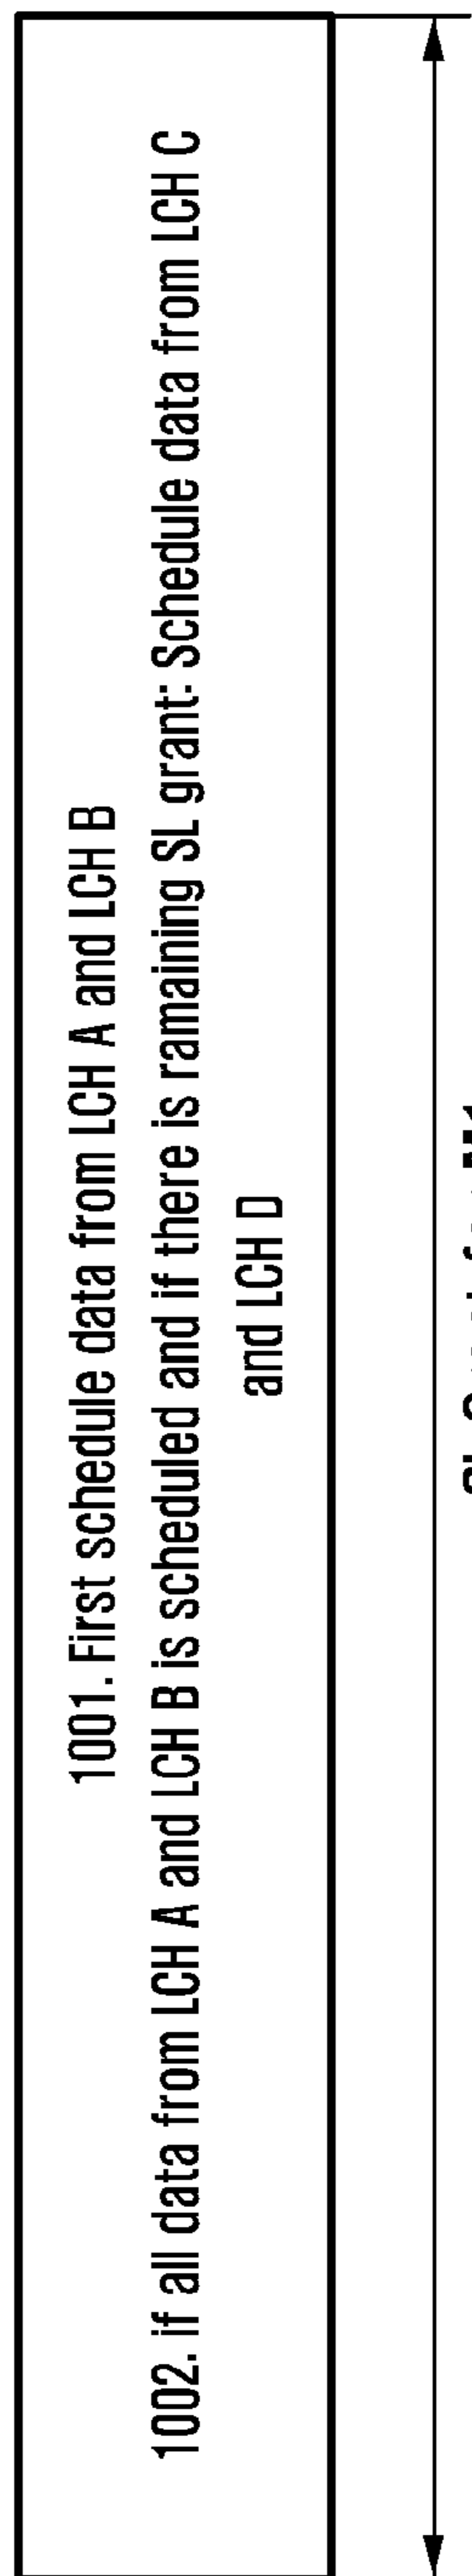 1001. First schedule data from LCH A and LCH B
1002. if all data from LCH A and LCH B is scheduled and if there is ramaining SL grant: Schedule data from LCH C
and LCH D